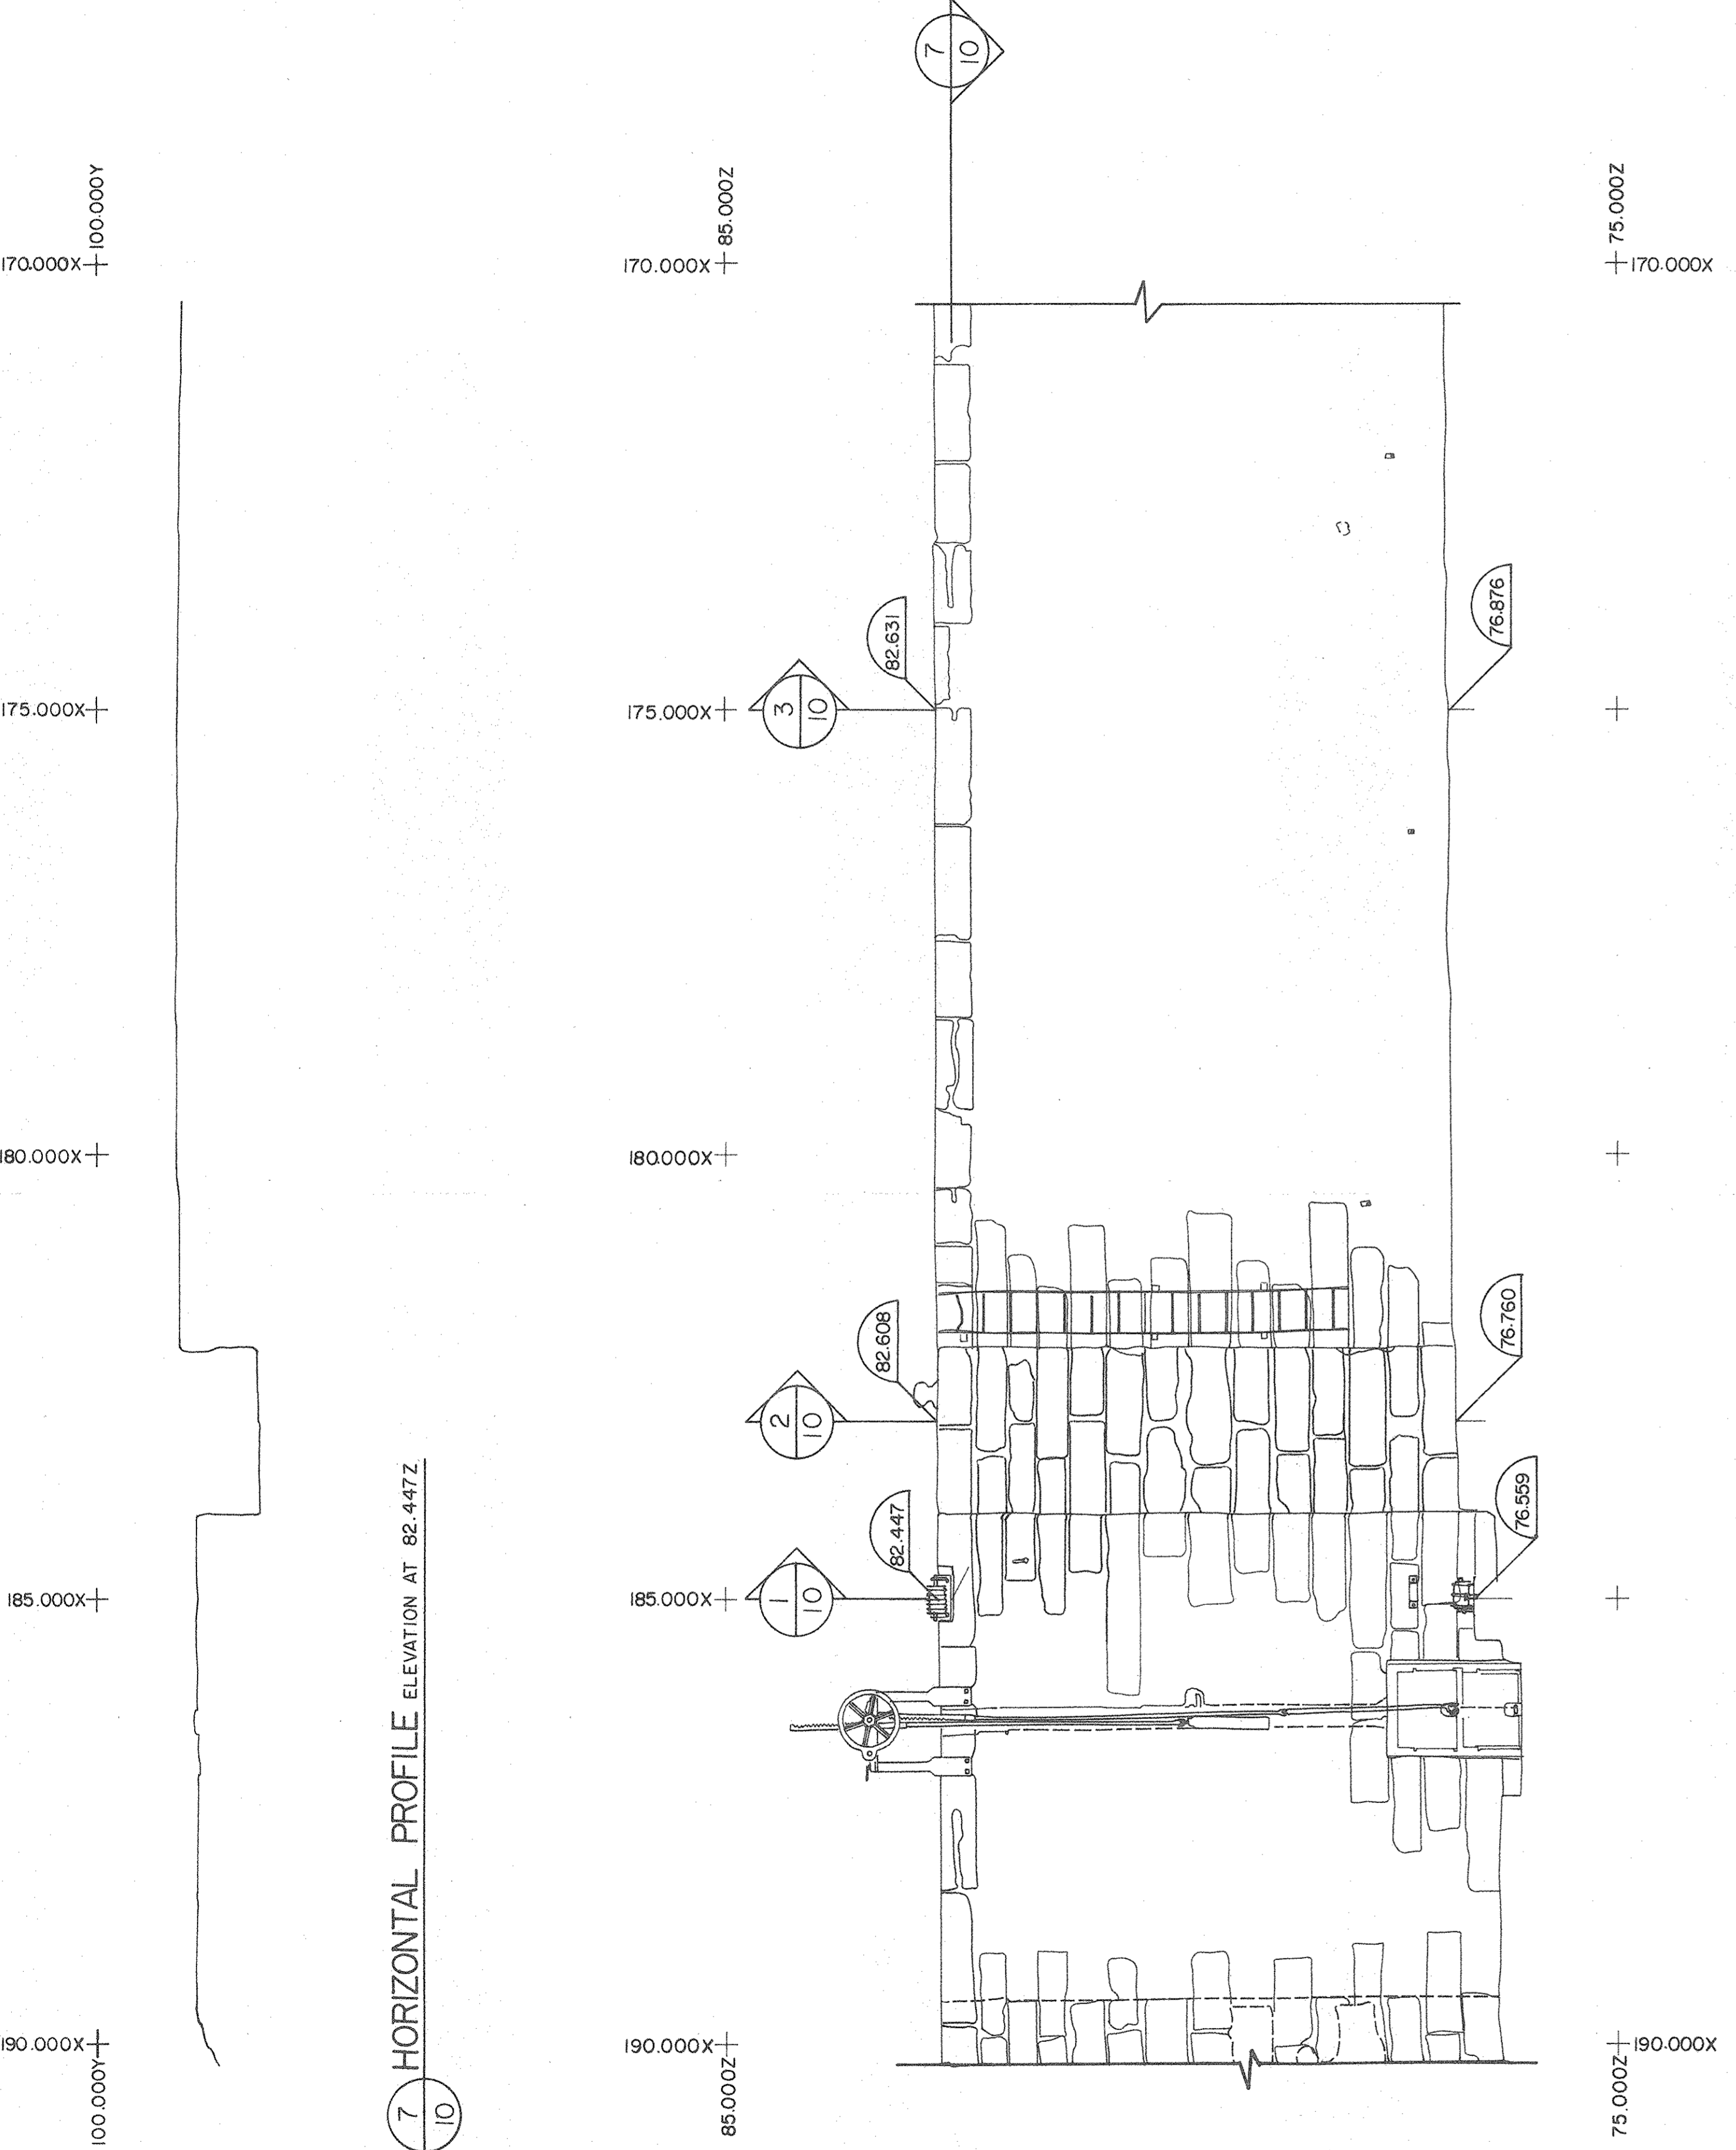 7
10
100.000Y
85.000Z
75.000Z
170.000X
170.000X
170.000X
82.631
76.876
3
10
175.000X
175.000X
180.000X
180.000X
82.608
76.760
2
10
82.447
76.559
1
10
185.000X
185.000X
7
10
HORIZONTAL PROFILE ELEVATION AT 82.447Z
190.000X
190.000X
190.000X
100.000Y
85.000Z
75.000Z